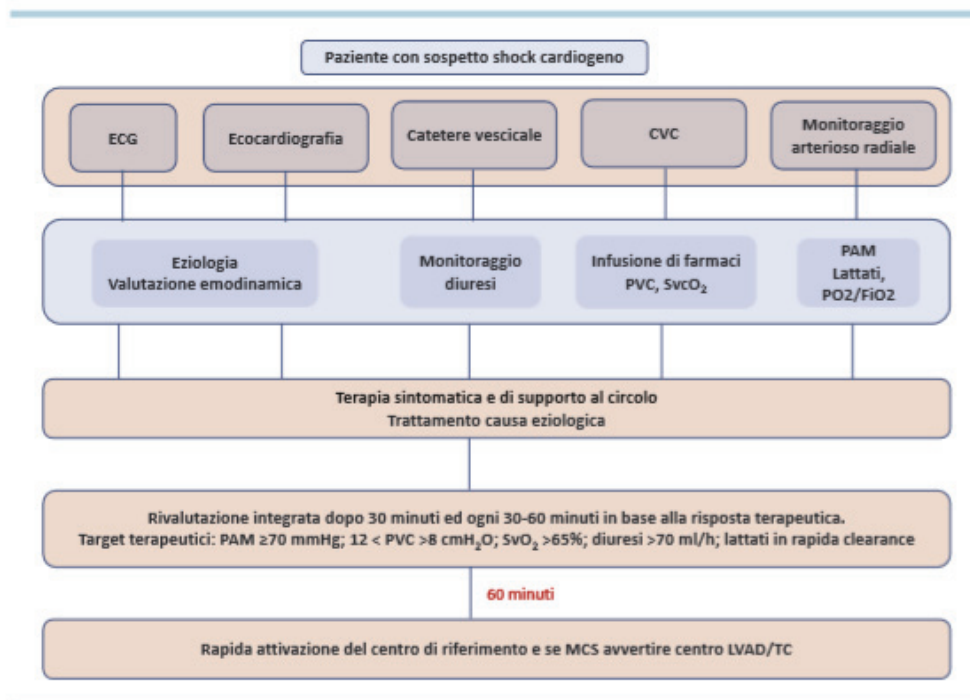 Paziente con sospetto shock cardiogeno
ECG
Ecocardiografia
Catetere vescicale
CVC
Monitoraggio
arterioso radiale
Eziologia
Valutazione emodinamica
Monitoraggio
diuresi
Infusione di farmaci
PVC, SvcO₂
PAM
Lattati,
PO2/FiO2
Terapia sintomatica e di supporto al circolo
Trattamento causa eziologica
Rivalutazione integrata dopo 30 minuti ed ogni 30-60 minuti in base alla risposta terapeutica.
Target terapeutici: PAM ≥70 mmHg; 12 < PVC >8 cmH₂O; SvO₂ >65%; diuresi >70 ml/h; lattati in rapida clearance
60 minuti
Rapida attivazione del centro di riferimento e se MCS avvertire centro LVAD/TC